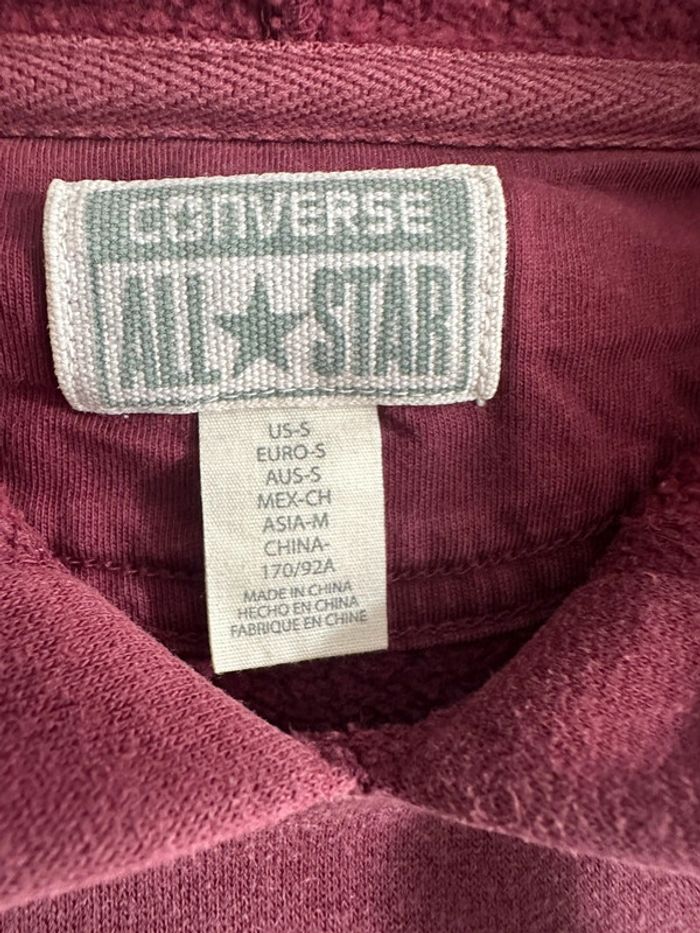 CONVERSE
ALL★STAR
US-S
EURO-S
AUS-S
MEX-CH
ASIA-M
CHINA-
170/92A
MADE IN CHINA
HECHO EN CHINA
FABRIQUE EN CHINE